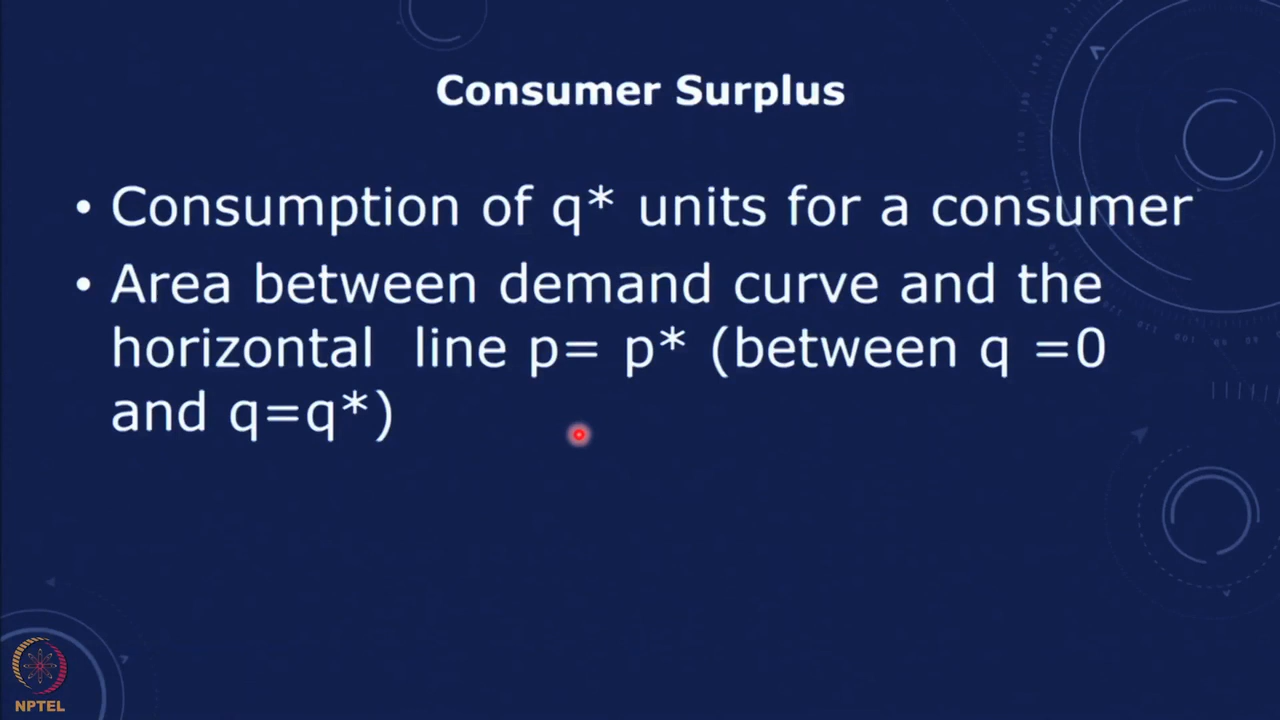 Consumer Surplus
• Consumption of q* units for a consumer
• Area between demand curve and the
horizontal line p= p* (between q =0
and q=q*)
NPTEL